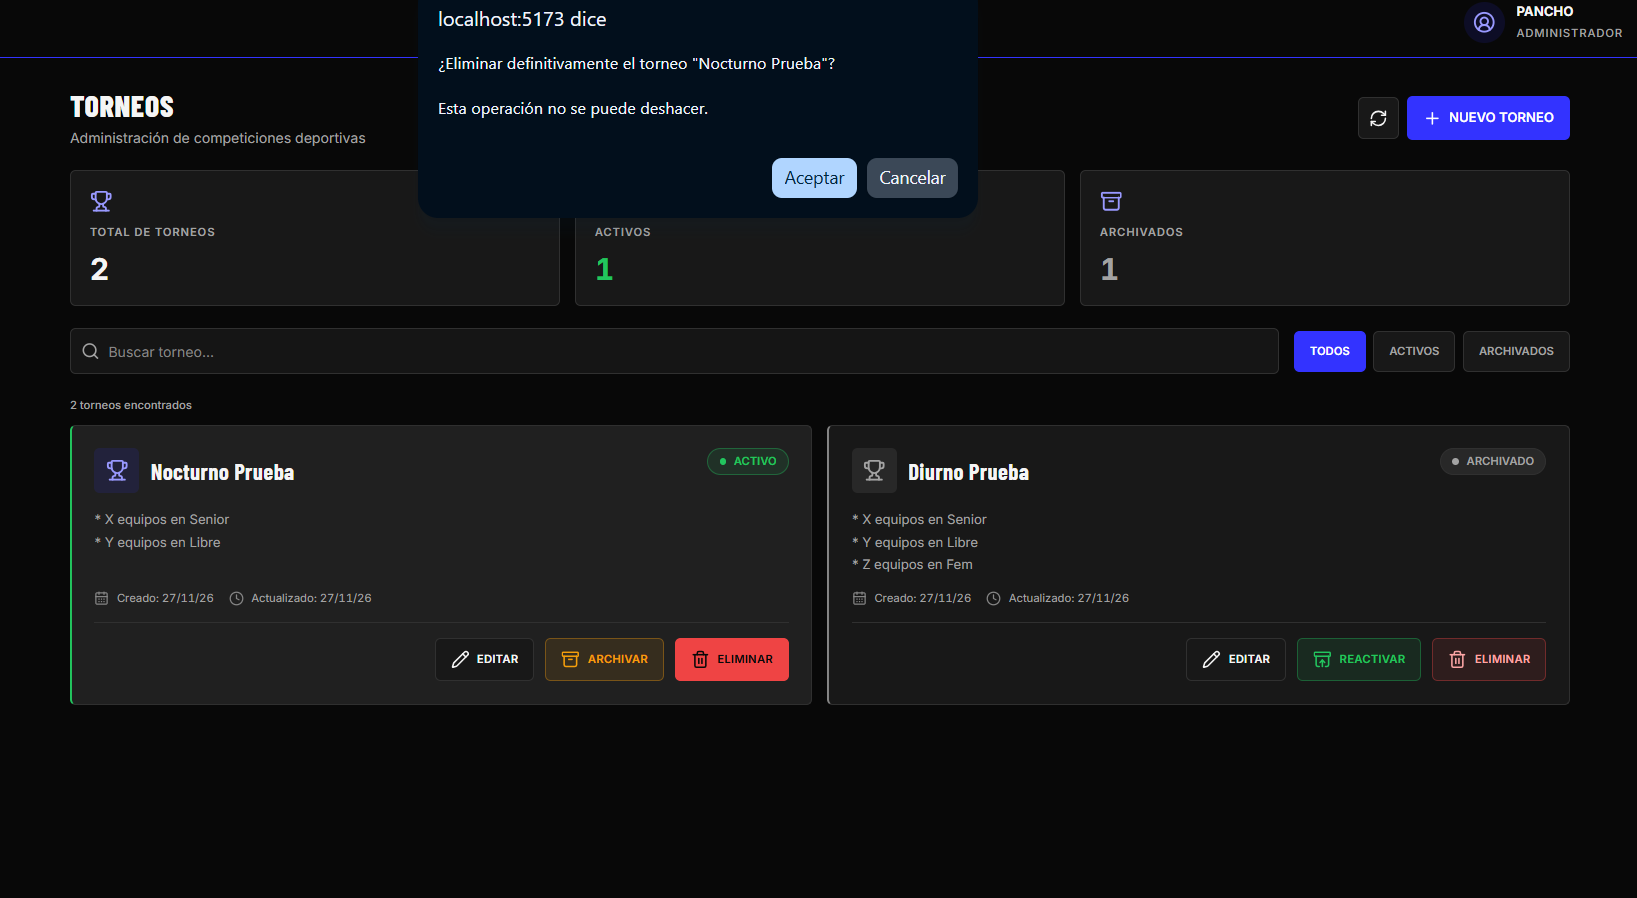 localhost:5173 dice
¿Eliminar definitivamente el torneo "Nocturno Prueba"?
Esta operación no se puede deshacer.
Aceptar
Cancelar
PANCHO
ADMINISTRADOR
TORNEOS
Administración de competiciones deportivas
NUEVO TORNEO
TOTAL DE TORNEOS
2
ACTIVOS
1
ARCHIVADOS
1
Buscar torneo...
TODOS
ACTIVOS
ARCHIVADOS
2 torneos encontrados
Nocturno Prueba
ACTIVO
* X equipos en Senior
* Y equipos en Libre
Creado: 27/11/26
Actualizado: 27/11/26
EDITAR
ARCHIVAR
ELIMINAR
Diurno Prueba
ARCHIVADO
* X equipos en Senior
* Y equipos en Libre
* Z equipos en Fem
Creado: 27/11/26
Actualizado: 27/11/26
EDITAR
REACTIVAR
ELIMINAR